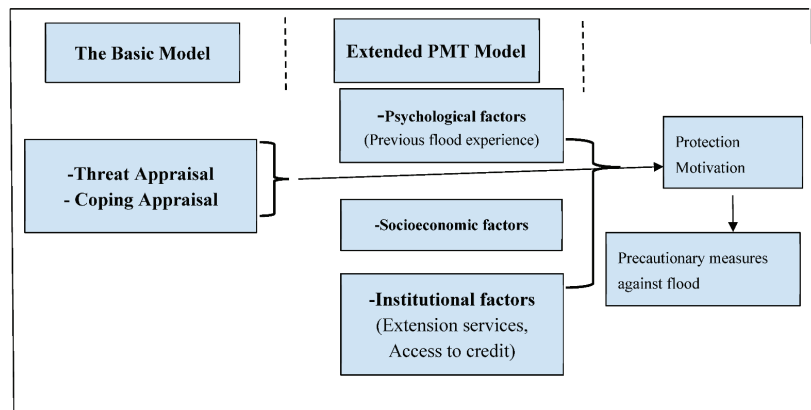 The Basic Model
Extended PMT Model
-Psychological factors
(Previous flood experience)
-Threat Appraisal
- Coping Appraisal
Protection
Motivation
-Socioeconomic factors
Precautionary measures
against flood
-Institutional factors
(Extension services,
Access to credit)